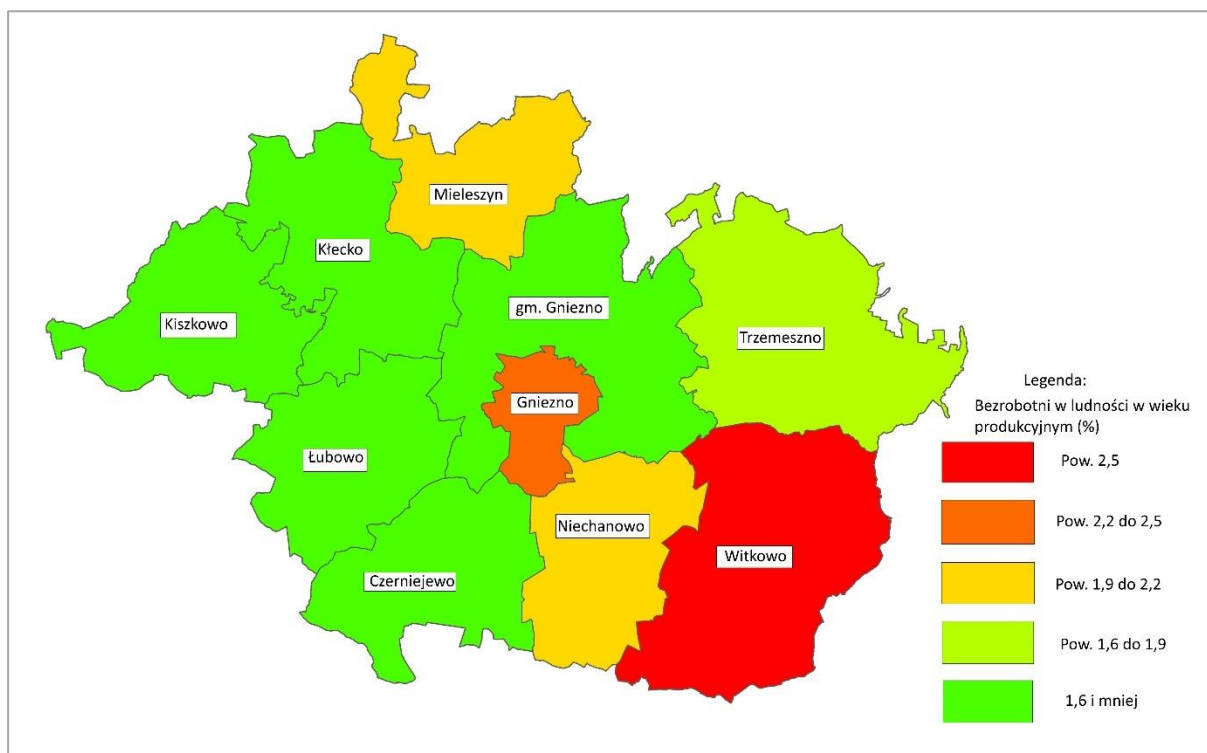 Mieleszyn
Kłecko
gm. Gniezno
Kiszkowo
Trzemeszno
Gniezno
Łubowo
Niechanowo
Witkowo
Czerniejewo
Legenda:
Bezrobotni w ludności w wieku
produkcyjnym (%)
Pow. 2,5
Pow. 2,2 do 2,5
Pow. 1,9 do 2,2
Pow. 1,6 do 1,9
1,6 i mniej